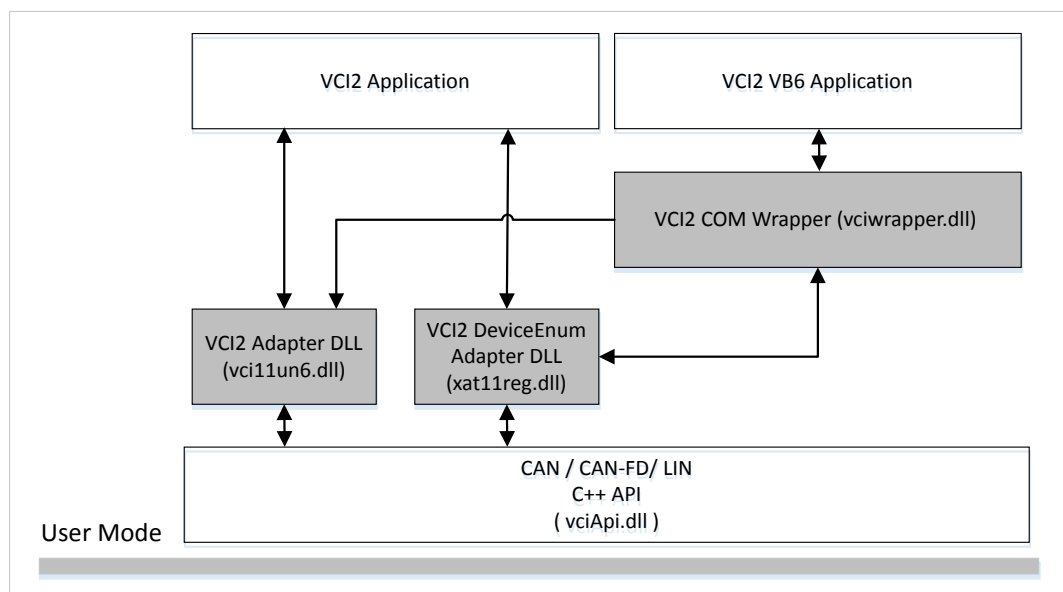 VCI2 Application
VCI2 VB6 Application
VCI2 COM Wrapper (vciwrapper.dll)
VCI2 Adapter DLL
(vci11un6.dll)
VCI2 DeviceEnum
Adapter DLL
(xat11reg.dll)
CAN / CAN-FD/ LIN
C++ API
( vciApi.dll )
User Mode